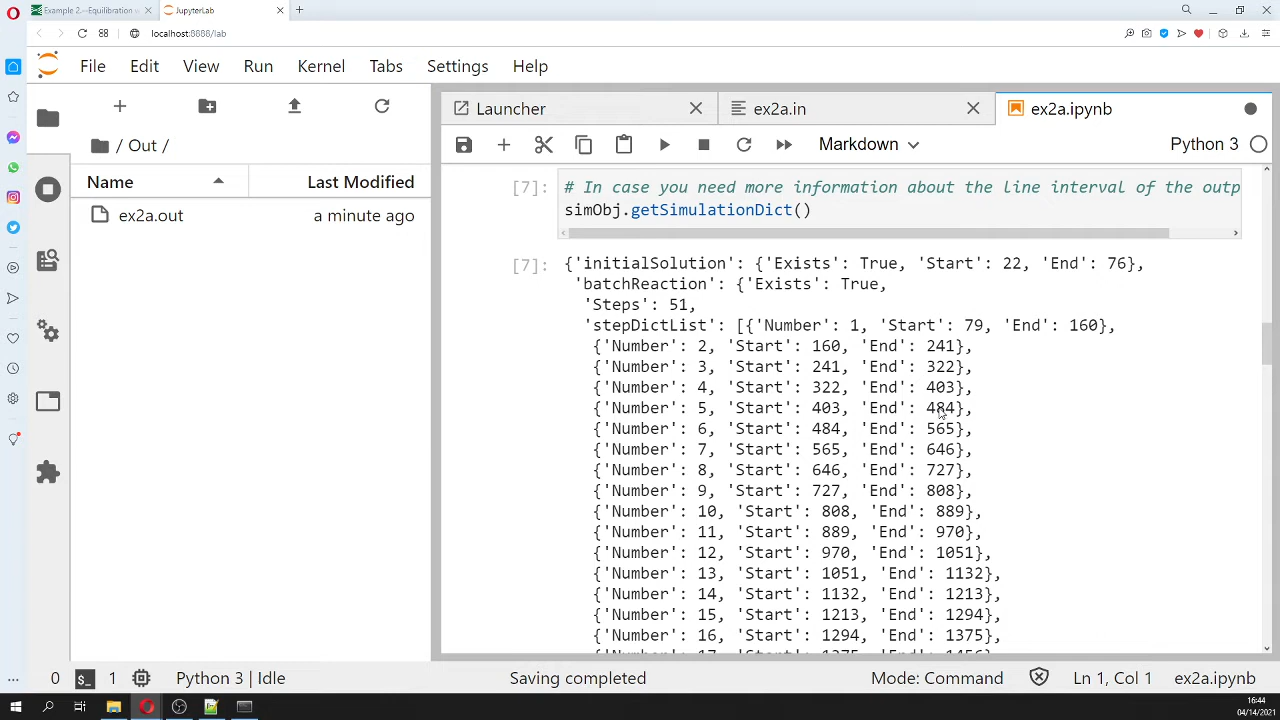 Example 2.--Equilibration
JupyterLab
localhost:8888/lab
File Edit View Run Kernel Tabs Settings Help
/ Out /
Name Last Modified
ex2a.out a minute ago
Launcher
ex2a.in
ex2a.ipynb
Markdown
Python 3
[7]:
# In case you need more information about the line interval of the outp
simObj.getSimulationDict()
[7]:
{'initialSolution': {'Exists': True, 'Start': 22, 'End': 76},
'batchReaction': {'Exists': True,
'Steps': 51,
'stepDictList': [{'Number': 1, 'Start': 79, 'End': 160},
{'Number': 2, 'Start': 160, 'End': 241},
{'Number': 3, 'Start': 241, 'End': 322},
{'Number': 4, 'Start': 322, 'End': 403},
{'Number': 5, 'Start': 403, 'End': 484},
{'Number': 6, 'Start': 484, 'End': 565},
{'Number': 7, 'Start': 565, 'End': 646},
{'Number': 8, 'Start': 646, 'End': 727},
{'Number': 9, 'Start': 727, 'End': 808},
{'Number': 10, 'Start': 808, 'End': 889},
{'Number': 11, 'Start': 889, 'End': 970},
{'Number': 12, 'Start': 970, 'End': 1051},
{'Number': 13, 'Start': 1051, 'End': 1132},
{'Number': 14, 'Start': 1132, 'End': 1213},
{'Number': 15, 'Start': 1213, 'End': 1294},
{'Number': 16, 'Start': 1294, 'End': 1375},
0 1 Python 3 | Idle Saving completed Mode: Command Ln 1, Col 1 ex2a.ipynb
16:44
04/14/2021